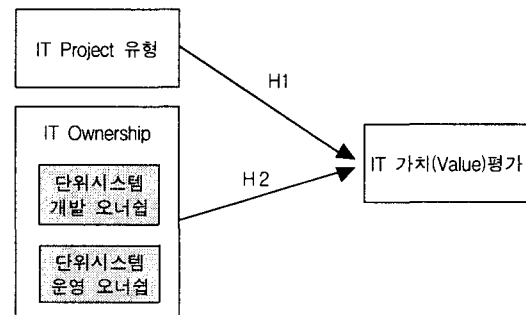 IT Project 유형
H1
IT Ownership
IT 가치(Value)평가
단위시스템
개발 오너쉽
H2
단위시스템
운영 오너쉽